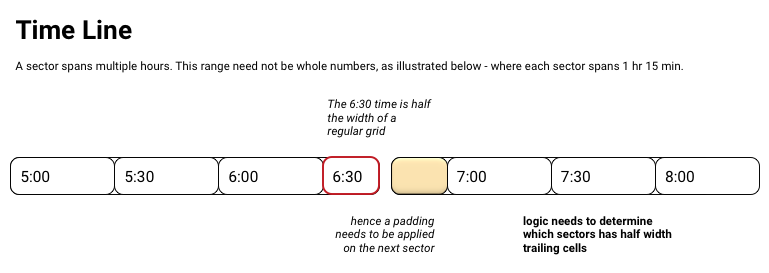 Time Line
A sector spans multiple hours. This range need not be whole numbers, as illustrated below - where each sector spans 1 hr 15 min.
The 6:30 time is half
the width of a
regular grid
5:00 5:30 6:00 6:30 7:00 7:30 8:00
hence a padding
needs to be applied
on the next sector
logic needs to determine
which sectors has half width
trailing cells